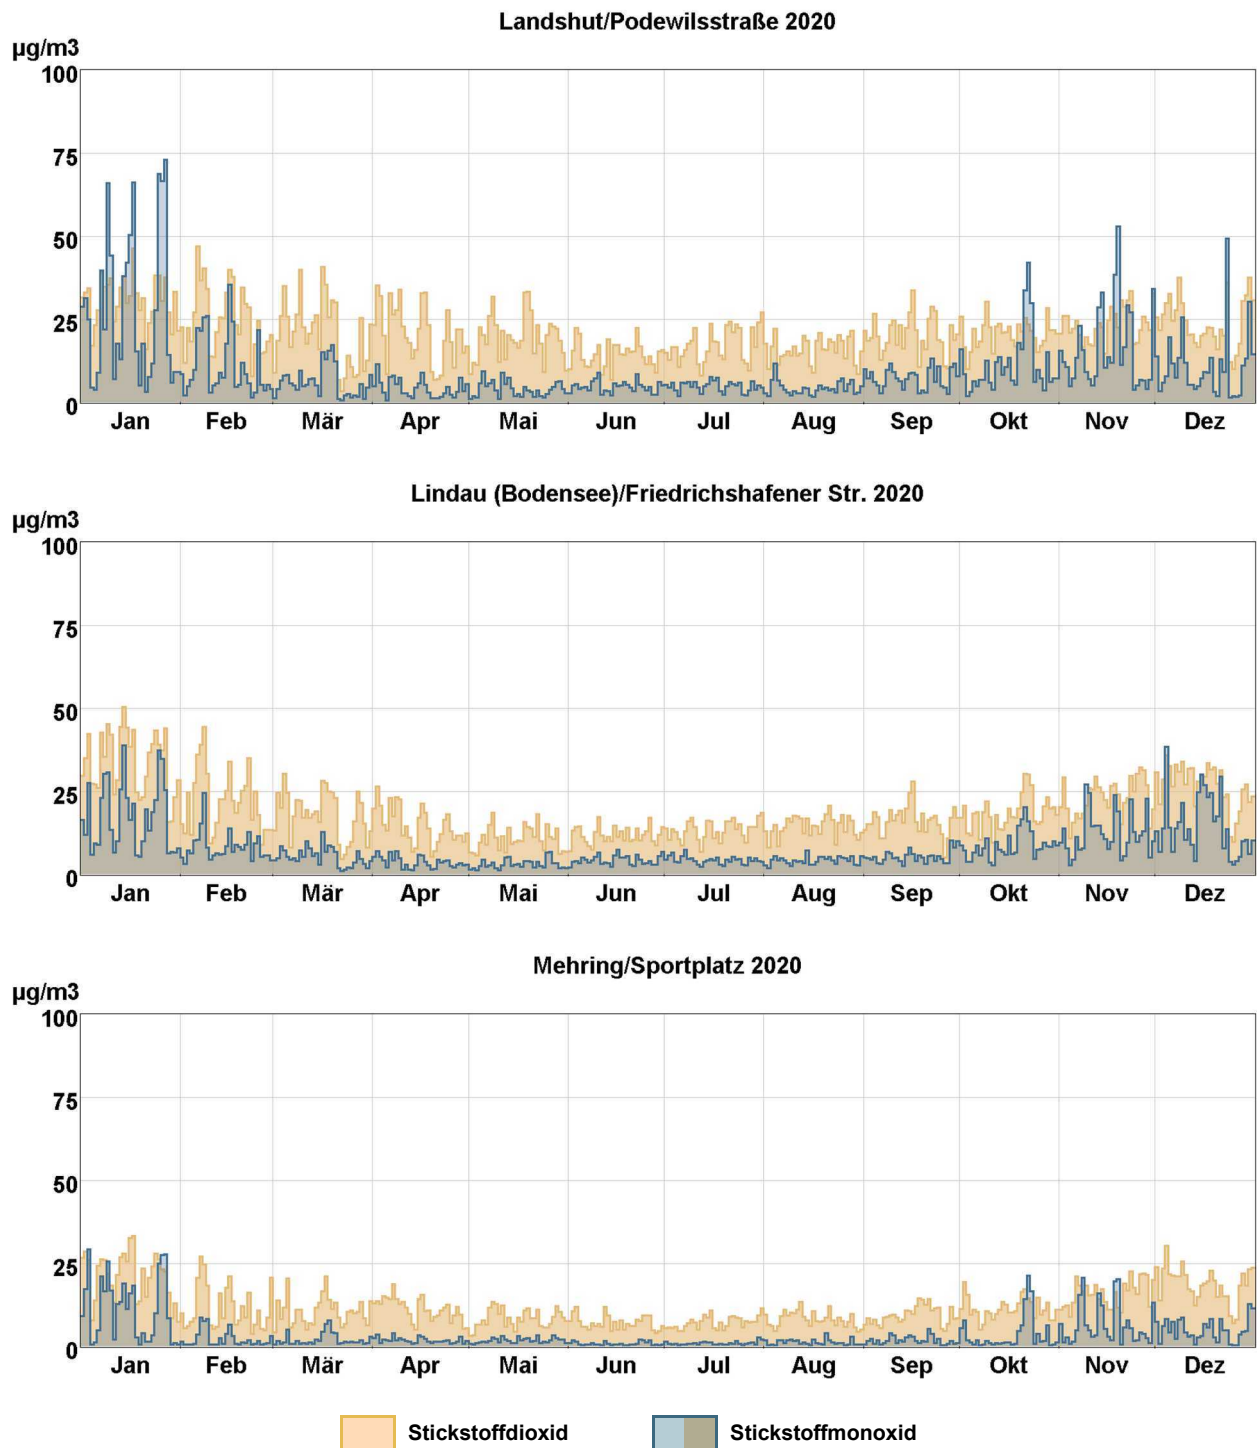 Landshut/Podewilsstraße 2020
µg/m3
100
75
50
25
0
Jan Feb Mär Apr Mai Jun Jul Aug Sep Okt Nov Dez
Lindau (Bodensee)/Friedrichshafener Str. 2020
µg/m3
100
75
50
25
0
Jan Feb Mär Apr Mai Jun Jul Aug Sep Okt Nov Dez
Mehring/Sportplatz 2020
µg/m3
100
75
50
25
0
Jan Feb Mär Apr Mai Jun Jul Aug Sep Okt Nov Dez
Stickstoffdioxid Stickstoffmonoxid